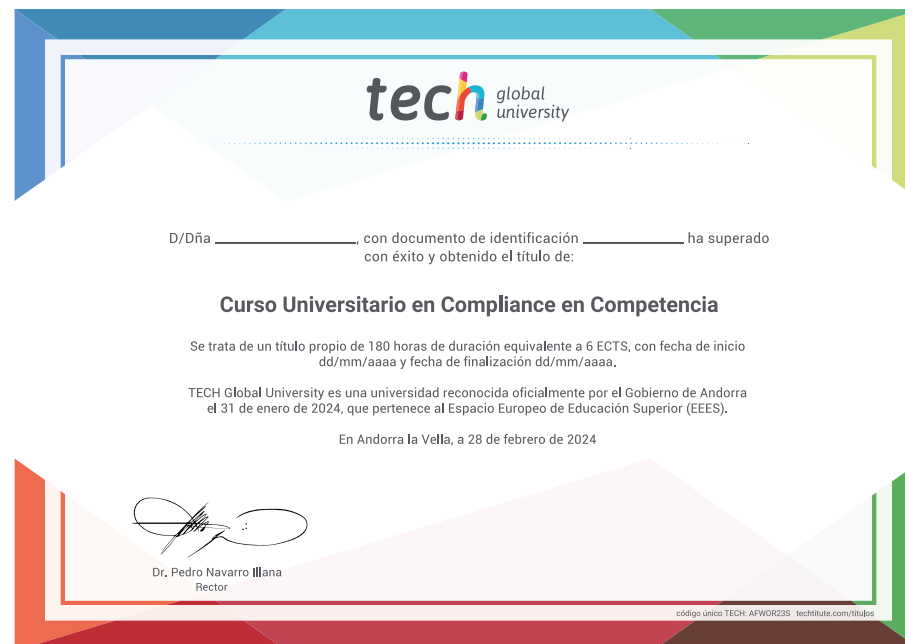 tech global university
D/Dña ________________, con documento de identificación ____________ ha superado
con éxito y obtenido el título de:
Curso Universitario en Compliance en Competencia
Se trata de un título propio de 180 horas de duración equivalente a 6 ECTS, con fecha de inicio
dd/mm/aaaa y fecha de finalización dd/mm/aaaa.
TECH Global University es una universidad reconocida oficialmente por el Gobierno de Andorra
el 31 de enero de 2024, que pertenece al Espacio Europeo de Educación Superior (EEES).
En Andorra la Vella, a 28 de febrero de 2024
Dr. Pedro Navarro Illana
Rector
código único TECH: AFWOR23S techtitute.com/titulos